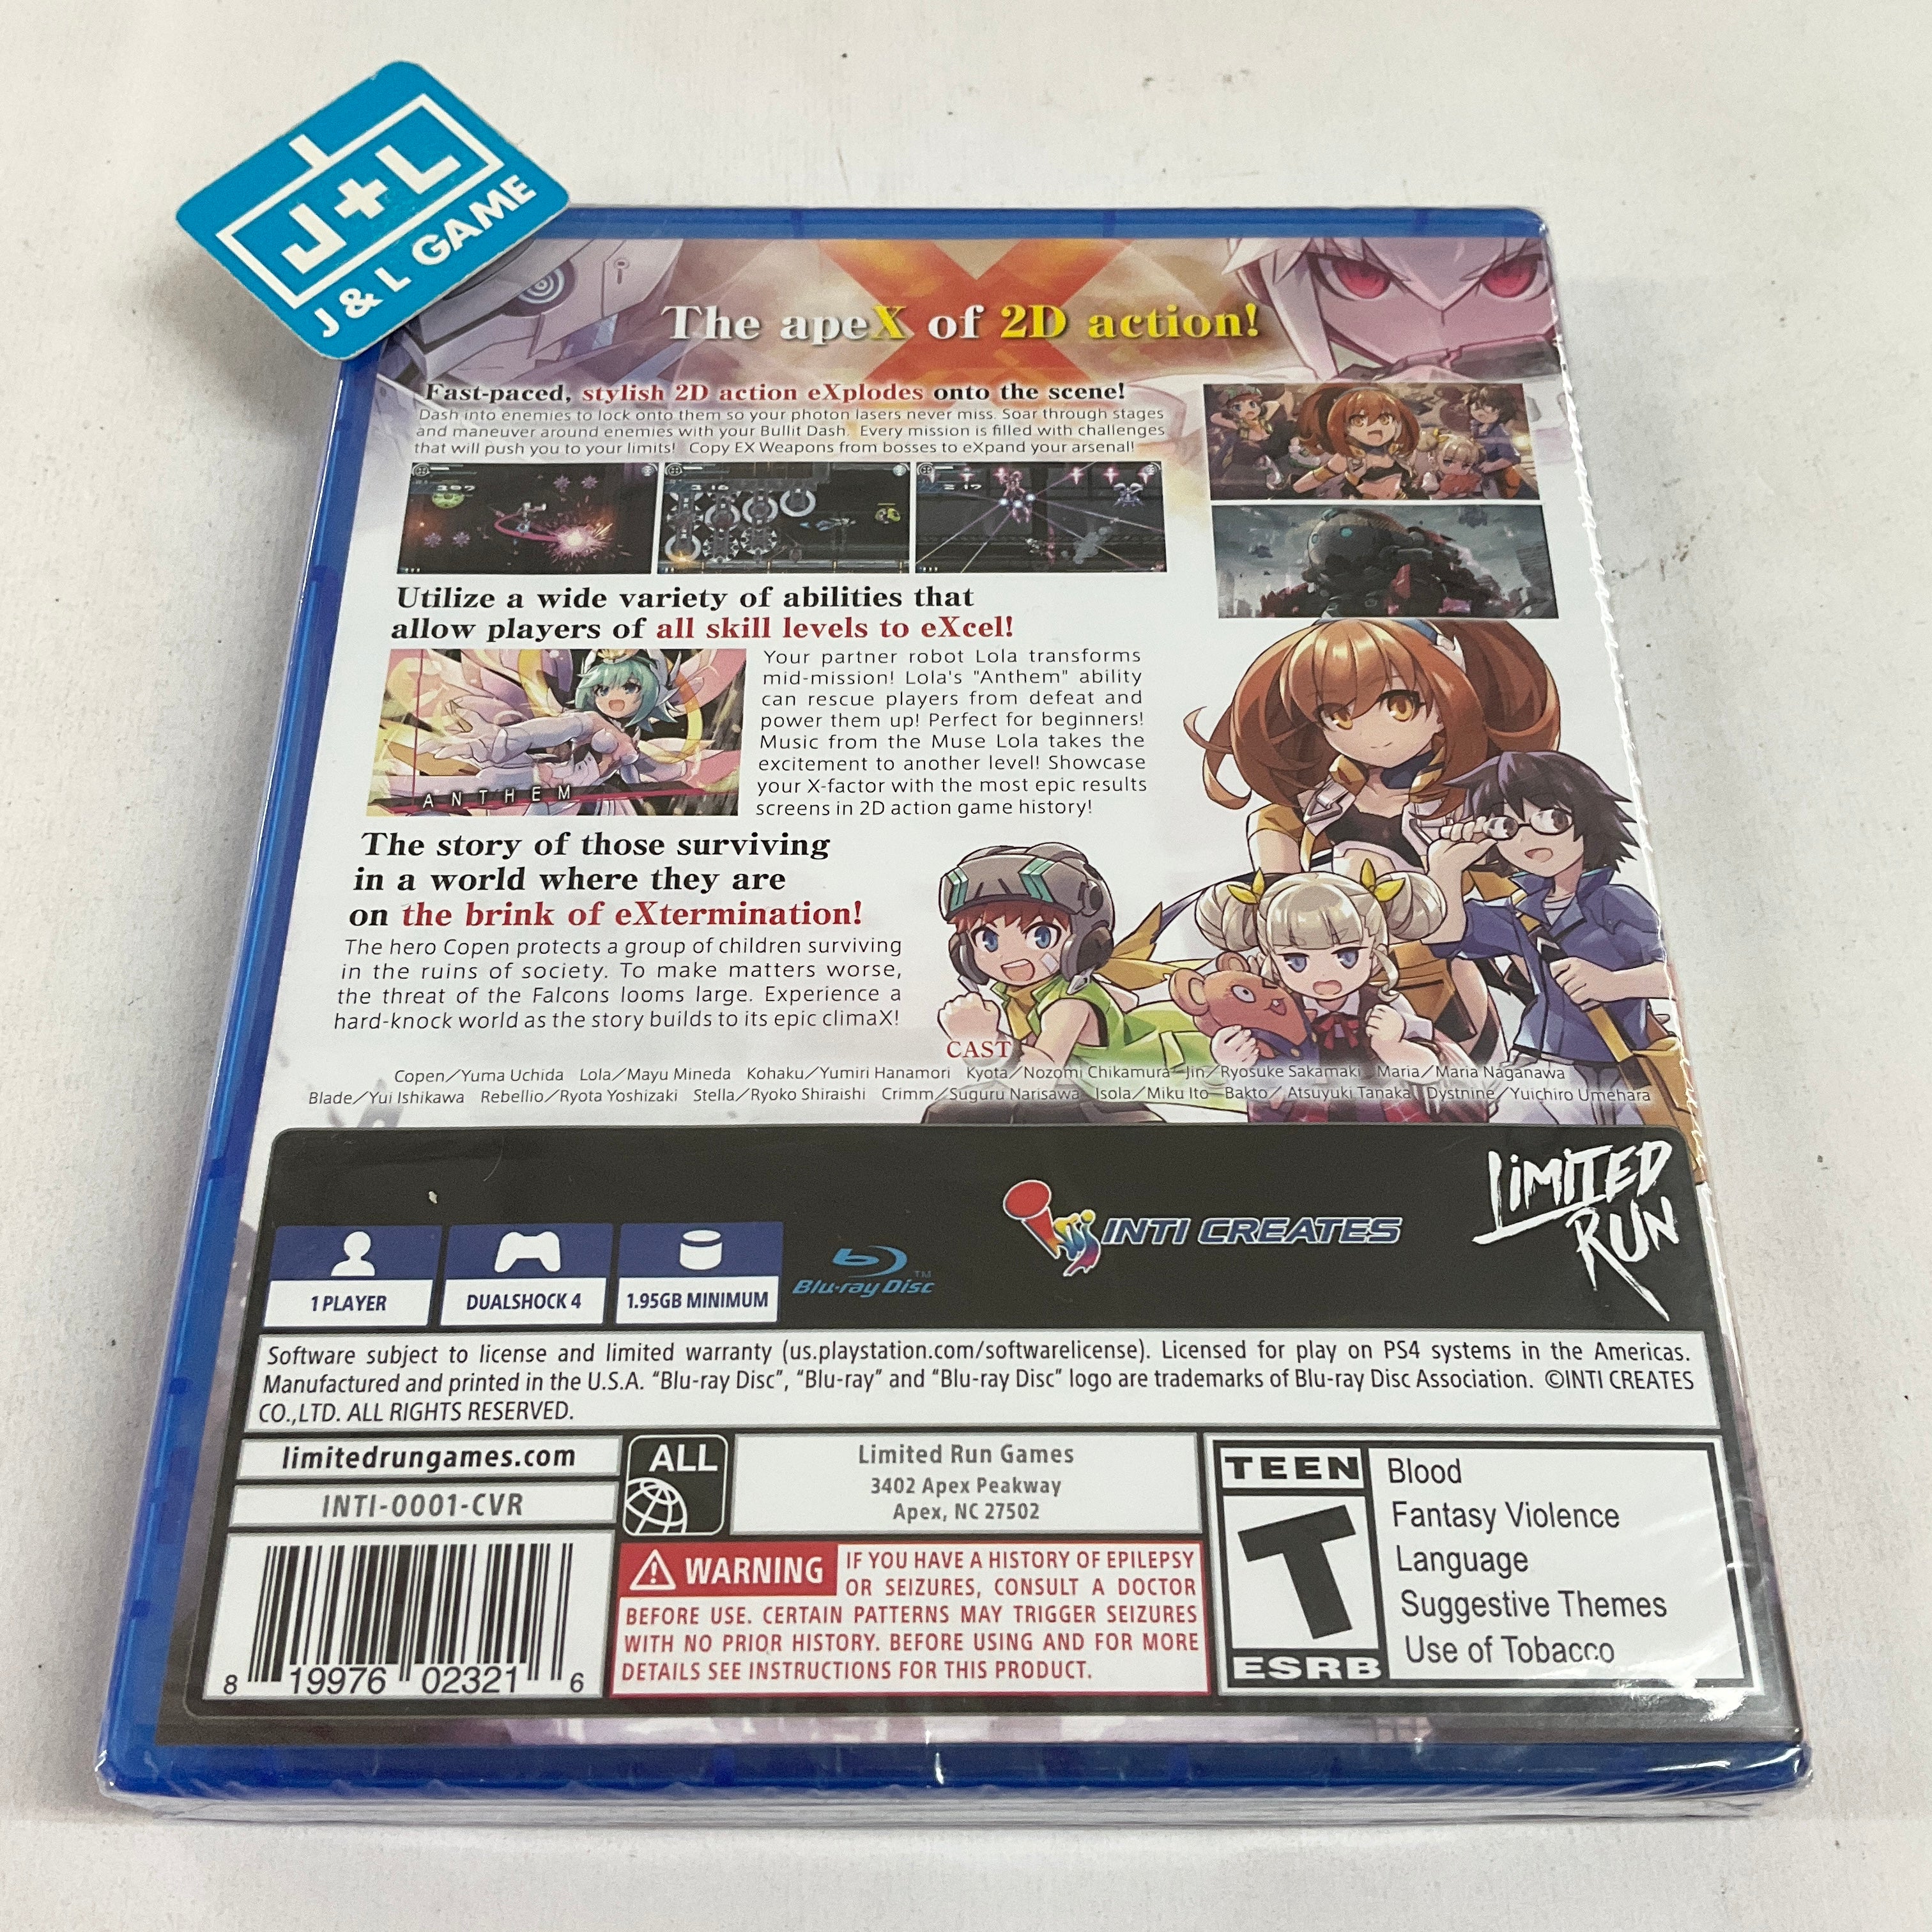 J+L
J & L GAME
The apeX of 2D action!
Fast-paced, stylish 2D action eXplodes onto the scene!
Dash into enemies to lock onto them so your photon lasers never miss. Soar through stages
and maneuver around enemies with your Bullit Dash. Every mission is filled with challenges
that will push you to your limits! Copy EX Weapons from bosses to eXpand your arsenal!
Utilize a wide variety of abilities that
allow players of all skill levels to eXcel!
ANTHEM
Your partner robot Lola transforms
mid-mission! Lola's "Anthem" ability
can rescue players from defeat and
power them up! Perfect for beginners!
Music from the Muse Lola takes the
excitement to another level! Showcase
your X-factor with the most epic results
screens in 2D action game history!
The story of those surviving
in a world where they are
on the brink of eXtermination!
The hero Copen protects a group of children surviving
in the ruins of society. To make matters worse,
the threat of the Falcons looms large. Experience a
hard-knock world as the story builds to its epic climaX!
CAST
Copen/Yuma Uchida Lola/Mayu Mineda Kohaku/Yumiri Hanamori Kyota/Nozomi Chikamura Jin/Ryosuke Sakamaki Maria/Maria Naganawa
Blade/Yui Ishikawa Rebellio/Ryota Yoshizaki Stella/Ryoko Shiraishi Crimm/Suguru Narisawa Isola/Miku Ito Bakto/Atsuyuki Tanaka Dystnine/Yuichiro Umehara
1 PLAYER
DUALSHOCK 4
1.95GB MINIMUM
Blu-ray Disc™
INTI CREATES
LIMITED
RUN
Software subject to license and limited warranty (us.playstation.com/softwarelicense). Licensed for play on PS4 systems in the Americas.
Manufactured and printed in the U.S.A. “Blu-ray Disc”, “Blu-ray” and “Blu-ray Disc” logo are trademarks of Blu-ray Disc Association. ©INTI CREATES
CO.,LTD. ALL RIGHTS RESERVED.
limitedrungames.com
INTI-0001-CVR
ALL
Limited Run Games
3402 Apex Peakway
Apex, NC 27502
WARNING IF YOU HAVE A HISTORY OF EPILEPSY
OR SEIZURES, CONSULT A DOCTOR
BEFORE USE. CERTAIN PATTERNS MAY TRIGGER SEIZURES
WITH NO PRIOR HISTORY. BEFORE USING AND FOR MORE
DETAILS SEE INSTRUCTIONS FOR THIS PRODUCT.
TEEN
T
ESRB
Blood
Fantasy Violence
Language
Suggestive Themes
Use of Tobacco
8 19976 02321 6